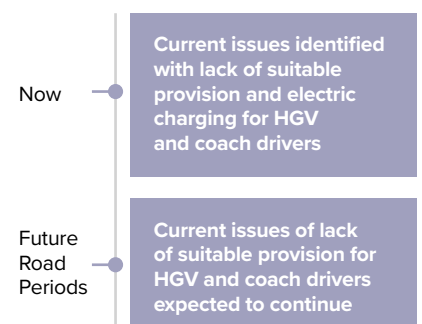 Now
Current issues identified
with lack of suitable
provision and electric
charging for HGV
and coach drivers
Future
Road
Periods
Current issues of lack
of suitable provision for
HGV and coach drivers
expected to continue